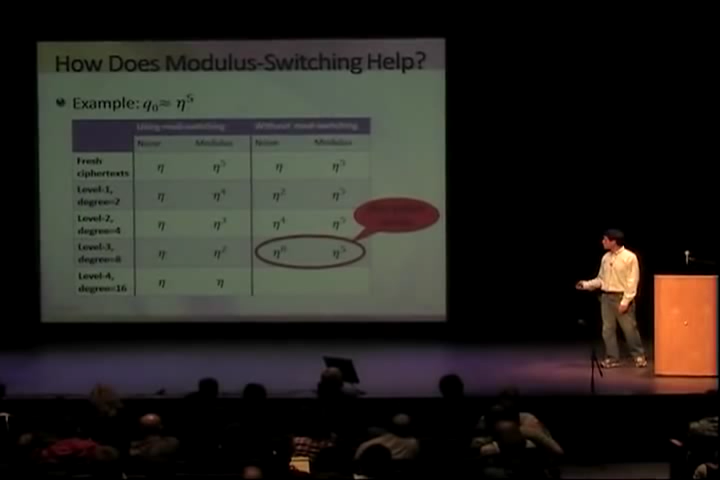 How Does Modulus-Switching Help?
Example: q₀≈ η⁵
Using mod-switching Without mod-switching
Noise Modulus Noise Modulus
Fresh ciphertexts η η⁵ η η⁵
Level-1, degree=2 η η⁴ η² η⁵
Level-2, degree=4 η η³ η⁴ η⁵
Level-3, degree=8 η η² η⁸ η⁵
Level-4, degree=16 η η